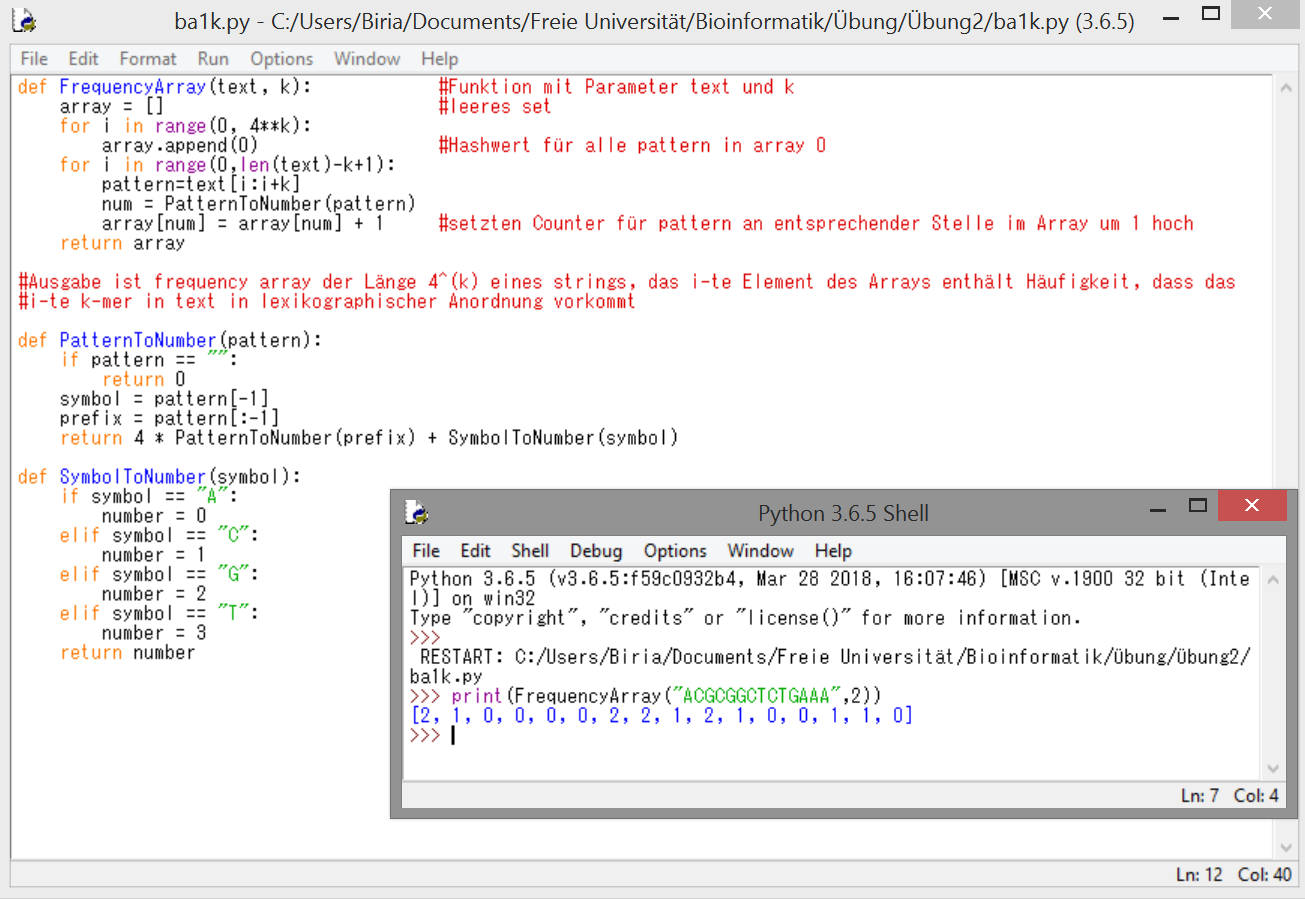 ba1k.py - C:/Users/Biria/Documents/Freie Universität/Bioinformatik/Übung/Übung2/ba1k.py (3.6.5)
File Edit Format Run Options Window Help
def FrequencyArray(text, k):            #Funktion mit Parameter text und k
    array = []                          #leeres set
    for i in range(0, 4**k):
        array.append(0)                 #Hashwert für alle pattern in array 0
    for i in range(0,len(text)-k+1):
        pattern=text[i:i+k]
        num = PatternToNumber(pattern)
        array[num] = array[num] + 1     #setzten Counter für pattern an entsprechender Stelle im Array um 1 hoch
    return array
#Ausgabe ist frequency array der Länge 4^(k) eines strings, das i-te Element des Arrays enthält Häufigkeit, dass das
#i-te k-mer in text in lexikographischer Anordnung vorkommt
def PatternToNumber(pattern):
    if pattern == "":
        return 0
    symbol = pattern[-1]
    prefix = pattern[:-1]
    return 4 * PatternToNumber(prefix) + SymbolToNumber(symbol)
def SymbolToNumber(symbol):
    if symbol == "A":
        number = 0
    elif symbol == "C":
        number = 1
    elif symbol == "G":
        number = 2
    elif symbol == "T":
        number = 3
    return number
Python 3.6.5 Shell
File Edit Shell Debug Options Window Help
Python 3.6.5 (v3.6.5:f59c0932b4, Mar 28 2018, 16:07:46) [MSC v.1900 32 bit (Inte
l)] on win32
Type "copyright", "credits" or "license()" for more information.
>>>
 RESTART: C:/Users/Biria/Documents/Freie Universität/Bioinformatik/Übung/Übung2/
ba1k.py
>>> print(FrequencyArray("ACGCGGCTCTGAAA",2))
[2, 1, 0, 0, 0, 0, 2, 2, 1, 2, 1, 0, 0, 1, 1, 0]
>>>
Ln: 7 Col: 4
Ln: 12 Col: 40